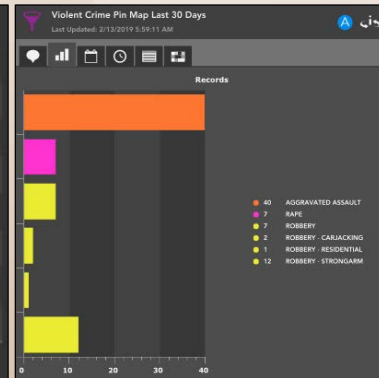 Violent Crime Pin Map Last 30 Days
Last Updated: 2/13/2019 5:59:11 AM
A
Records
40 AGGRAVATED ASSAULT
7 RAPE
7 ROBBERY
2 ROBBERY - CARJACKING
1 ROBBERY - RESIDENTIAL
12 ROBBERY - STRONGARM
0 10 20 30 40